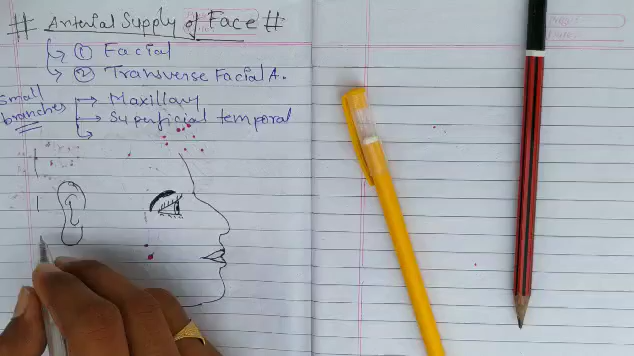 # Arterial Supply of Face #
① Facial
② Transverse Facial A.
Small branches
Maxillary
Superficial temporal